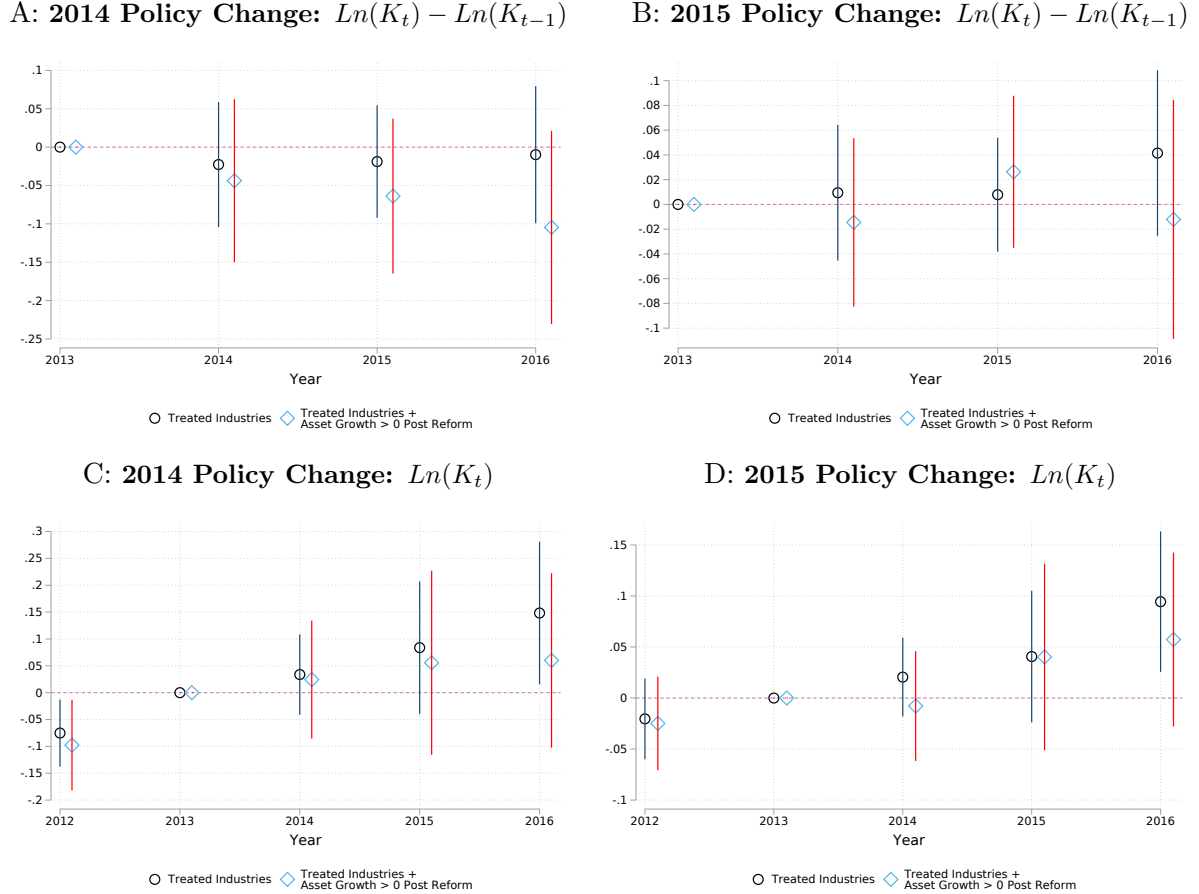 A: 2014 Policy Change: Ln(K_t) − Ln(K_{t−1})
.1
.05
0
-.05
-.1
-.15
-.2
-.25
2013 2014 2015 2016
Year
Treated Industries
Treated Industries +
Asset Growth > 0 Post Reform
B: 2015 Policy Change: Ln(K_t) − Ln(K_{t−1})
.1
.08
.06
.04
.02
0
-.02
-.04
-.06
-.08
-.1
2013 2014 2015 2016
Year
Treated Industries
Treated Industries +
Asset Growth > 0 Post Reform
C: 2014 Policy Change: Ln(K_t)
.3
.25
.2
.15
.1
.05
0
-.05
-.1
-.15
-.2
2012 2013 2014 2015 2016
Year
Treated Industries
Treated Industries +
Asset Growth > 0 Post Reform
D: 2015 Policy Change: Ln(K_t)
.15
.1
.05
0
-.05
-.1
2012 2013 2014 2015 2016
Year
Treated Industries
Treated Industries +
Asset Growth > 0 Post Reform